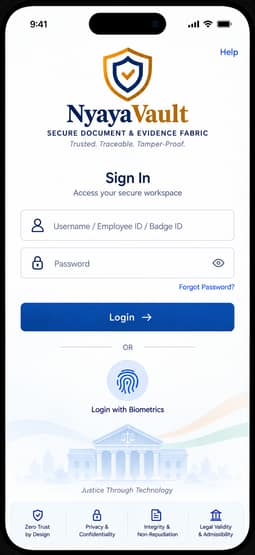 9:41
Help
NyayaVault
SECURE DOCUMENT & EVIDENCE FABRIC
Trusted. Traceable. Tamper-Proof.
Sign In
Access your secure workspace
Username / Employee ID / Badge ID
Password
Forgot Password?
Login →
OR
Login with Biometrics
Justice Through Technology
Zero Trust
by Design
Privacy &
Confidentiality
Integrity &
Non-Repudiation
Legal Validity
& Admissibility